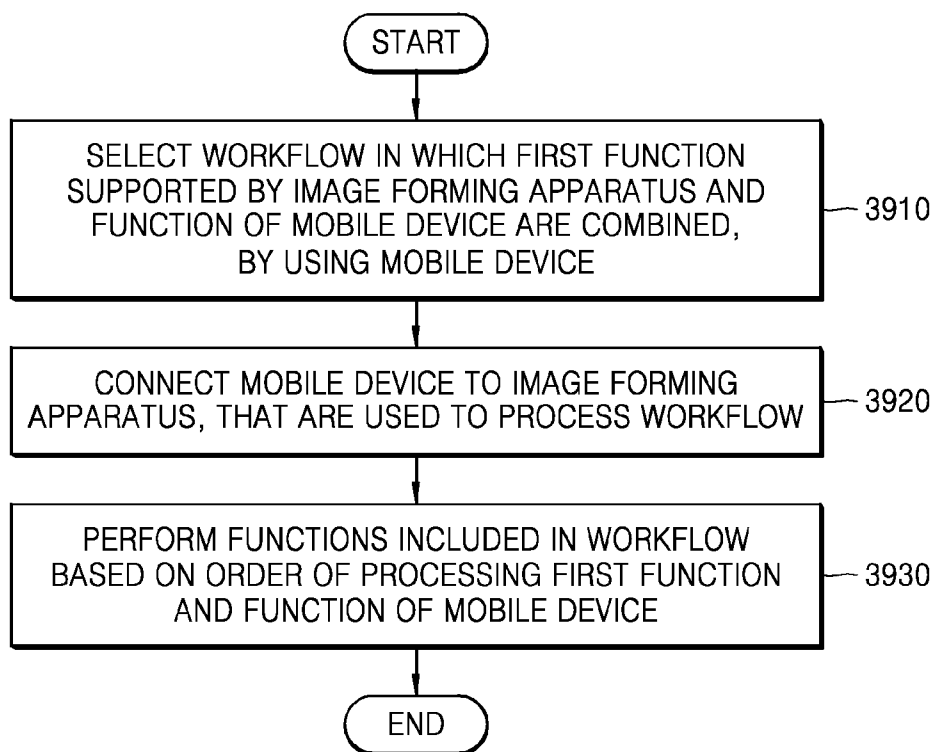 START
SELECT WORKFLOW IN WHICH FIRST FUNCTION
SUPPORTED BY IMAGE FORMING APPARATUS AND
FUNCTION OF MOBILE DEVICE ARE COMBINED,
BY USING MOBILE DEVICE
3910
CONNECT MOBILE DEVICE TO IMAGE FORMING
APPARATUS, THAT ARE USED TO PROCESS WORKFLOW
3920
PERFORM FUNCTIONS INCLUDED IN WORKFLOW
BASED ON ORDER OF PROCESSING FIRST FUNCTION
AND FUNCTION OF MOBILE DEVICE
3930
END